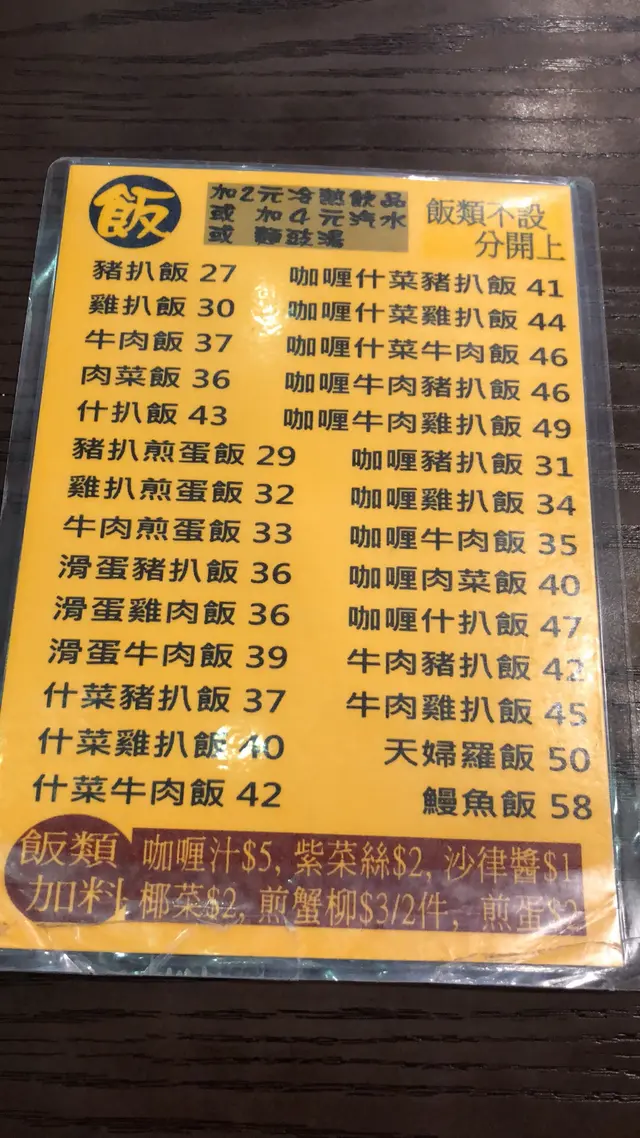 飯
加2元冷熱飲品
或 加4元汽水
或 麵豉湯
飯類不設
分開上
豬扒飯 27
雞扒飯 30
牛肉飯 37
肉菜飯 36
什扒飯 43
豬扒煎蛋飯 29
雞扒煎蛋飯 32
牛肉煎蛋飯 33
滑蛋豬扒飯 36
滑蛋雞肉飯 36
滑蛋牛肉飯 39
什菜豬扒飯 37
什菜雞扒飯 40
什菜牛肉飯 42
咖喱什菜豬扒飯 41
咖喱什菜雞扒飯 44
咖喱什菜牛肉飯 46
咖喱牛肉豬扒飯 46
咖喱牛肉雞扒飯 49
咖喱豬扒飯 31
咖喱雞扒飯 34
咖喱牛肉飯 35
咖喱肉菜飯 40
咖喱什扒飯 47
牛肉豬扒飯 42
牛肉雞扒飯 45
天婦羅飯 50
鰻魚飯 58
飯類
加料
咖喱汁$5, 紫菜絲$2, 沙律醬$1
椰菜$2, 煎蟹柳$3/2件, 煎蛋$2